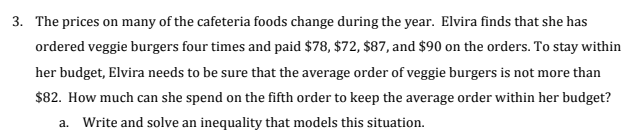 3. The prices on many of the cafeteria foods change during the year. Elvira finds that she has
ordered veggie burgers four times and paid $78, $72, $87, and $90 on the orders. To stay within
her budget, Elvira needs to be sure that the average order of veggie burgers is not more than
$82. How much can she spend on the fifth order to keep the average order within her budget?
a. Write and solve an inequality that models this situation.